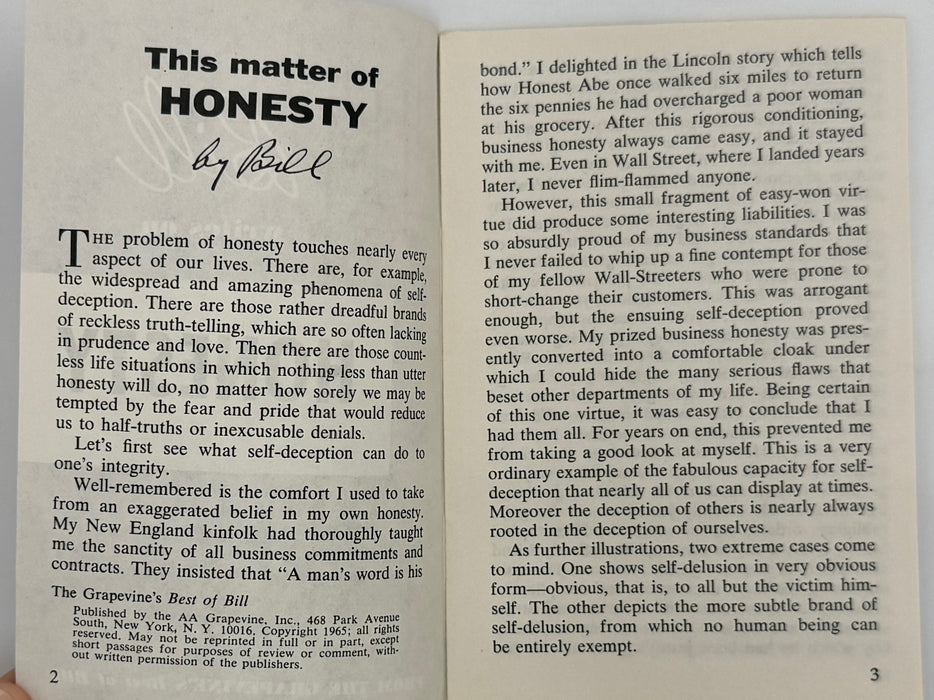 This matter of
HONESTY
by Bill
THE problem of honesty touches nearly every
aspect of our lives. There are, for example,
the widespread and amazing phenomena of self-
deception. There are those rather dreadful brands
of reckless truth-telling, which are so often lacking
in prudence and love. Then there are those count-
less life situations in which nothing less than utter
honesty will do, no matter how sorely we may be
tempted by the fear and pride that would reduce
us to half-truths or inexcusable denials.
Let's first see what self-deception can do to
one's integrity.
Well-remembered is the comfort I used to take
from an exaggerated belief in my own honesty.
My New England kinfolk had thoroughly taught
me the sanctity of all business commitments and
contracts. They insisted that “A man's word is his
The Grapevine's Best of Bill
Published by the AA Grapevine, Inc., 468 Park Avenue
South, New York, N. Y. 10016. Copyright 1965; all rights
reserved. May not be reprinted in full or in part, except
short passages for purposes of review or comment, with-
out written permission of the publishers.
2
bond.” I delighted in the Lincoln story which tells
how Honest Abe once walked six miles to return
the six pennies he had overcharged a poor woman
at his grocery. After this rigorous conditioning,
business honesty always came easy, and it stayed
with me. Even in Wall Street, where I landed years
later, I never flim-flammed anyone.
However, this small fragment of easy-won vir-
tue did produce some interesting liabilities. I was
so absurdly proud of my business standards that
I never failed to whip up a fine contempt for those
of my fellow Wall-Streeters who were prone to
short-change their customers. This was arrogant
enough, but the ensuing self-deception proved
even worse. My prized business honesty was pres-
ently converted into a comfortable cloak under
which I could hide the many serious flaws that
beset other departments of my life. Being certain
of this one virtue, it was easy to conclude that I
had them all. For years on end, this prevented me
from taking a good look at myself. This is a very
ordinary example of the fabulous capacity for self-
deception that nearly all of us can display at times.
Moreover the deception of others is nearly always
rooted in the deception of ourselves.
As further illustrations, two extreme cases come
to mind. One shows self-delusion in very obvious
form—obvious, that is, to all but the victim him-
self. The other depicts the more subtle brand of
self-delusion, from which no human being can
be entirely exempt.
3